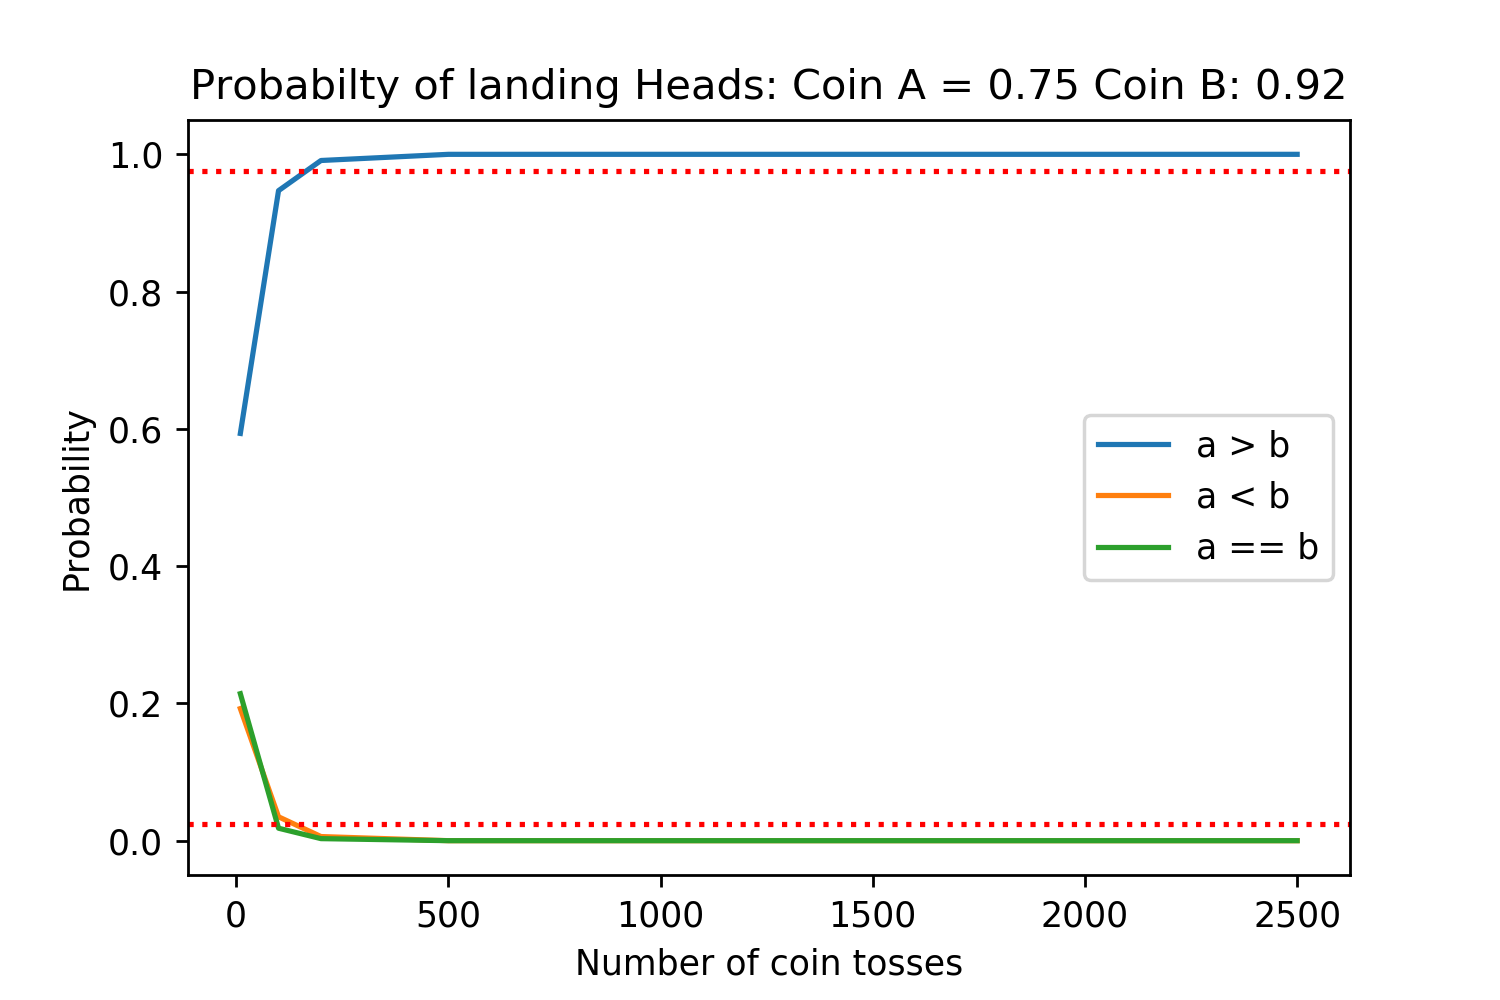 Probabilty of landing Heads: Coin A = 0.75 Coin B: 0.92
1.0
0.8
0.6
0.4
0.2
0.0
Probability
a > b
a < b
a == b
0
500
1000
1500
2000
2500
Number of coin tosses